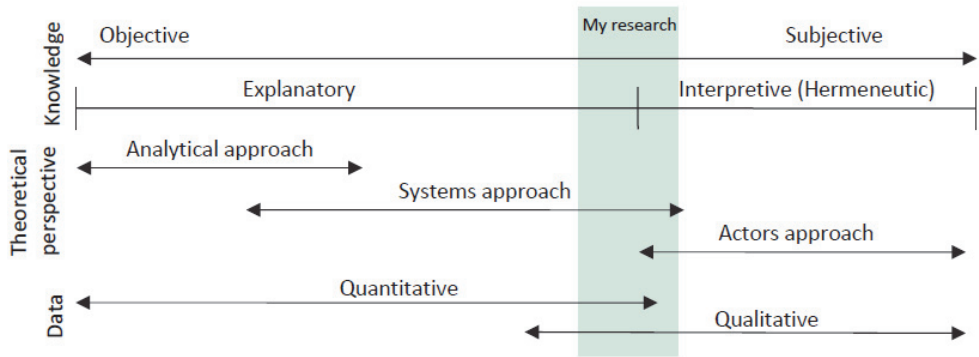 My research
Objective
Subjective
Knowledge
Explanatory
Interpretive (Hermeneutic)
Theoretical
perspective
Analytical approach
Systems approach
Actors approach
Data
Quantitative
Qualitative